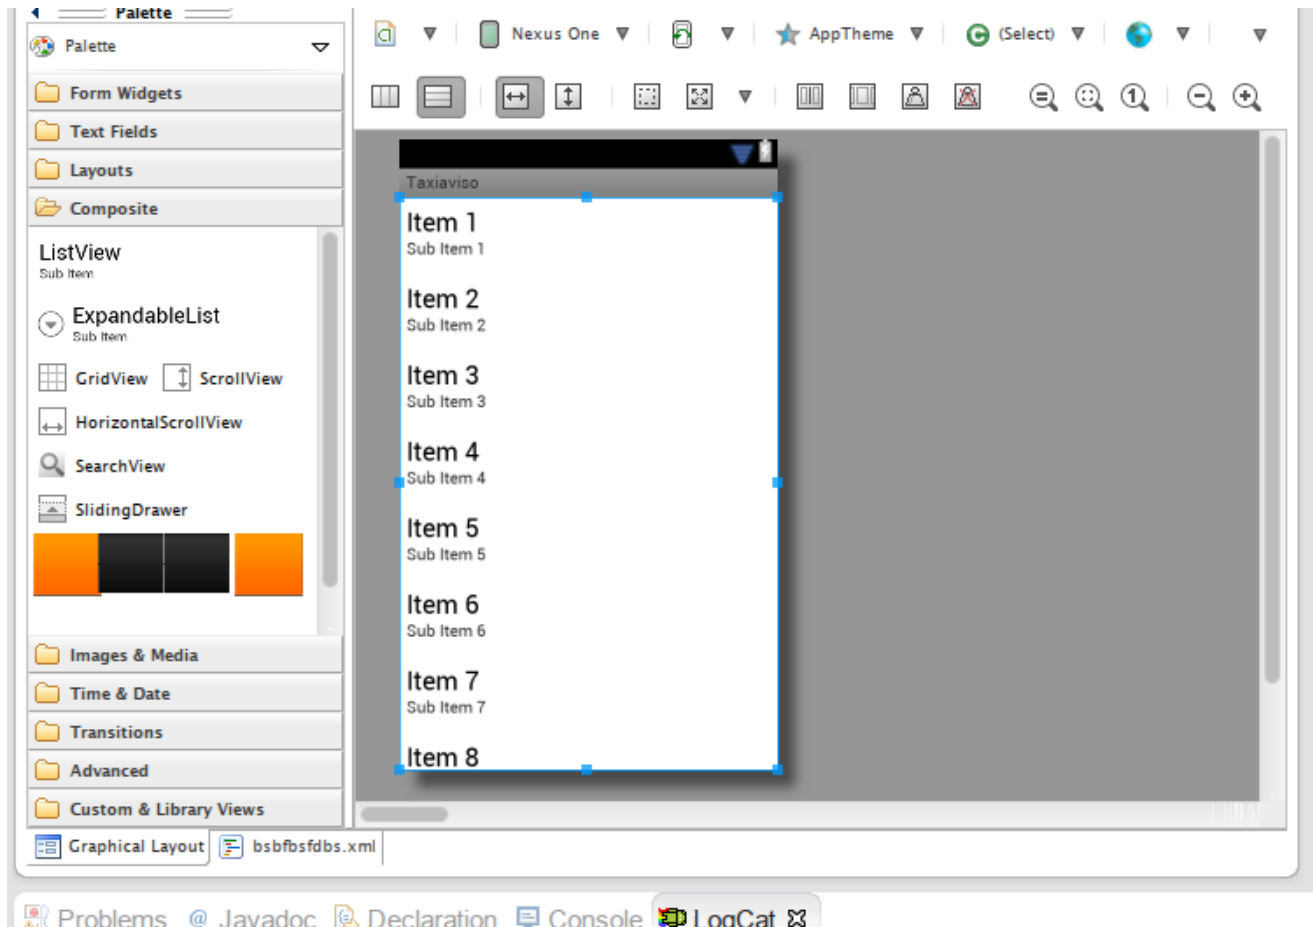 Palette
Palette
Nexus One
AppTheme
(Select)
Form Widgets
Text Fields
Layouts
Composite
ListView
Sub Item
ExpandableList
Sub Item
GridView
ScrollView
HorizontalScrollView
SearchView
SlidingDrawer
Images & Media
Time & Date
Transitions
Advanced
Custom & Library Views
Taxiaviso
Item 1
Sub Item 1
Item 2
Sub Item 2
Item 3
Sub Item 3
Item 4
Sub Item 4
Item 5
Sub Item 5
Item 6
Sub Item 6
Item 7
Sub Item 7
Item 8
Graphical Layout
bsbfbsfdbs.xml
Problems @ Javadoc Declaration Console LogCat